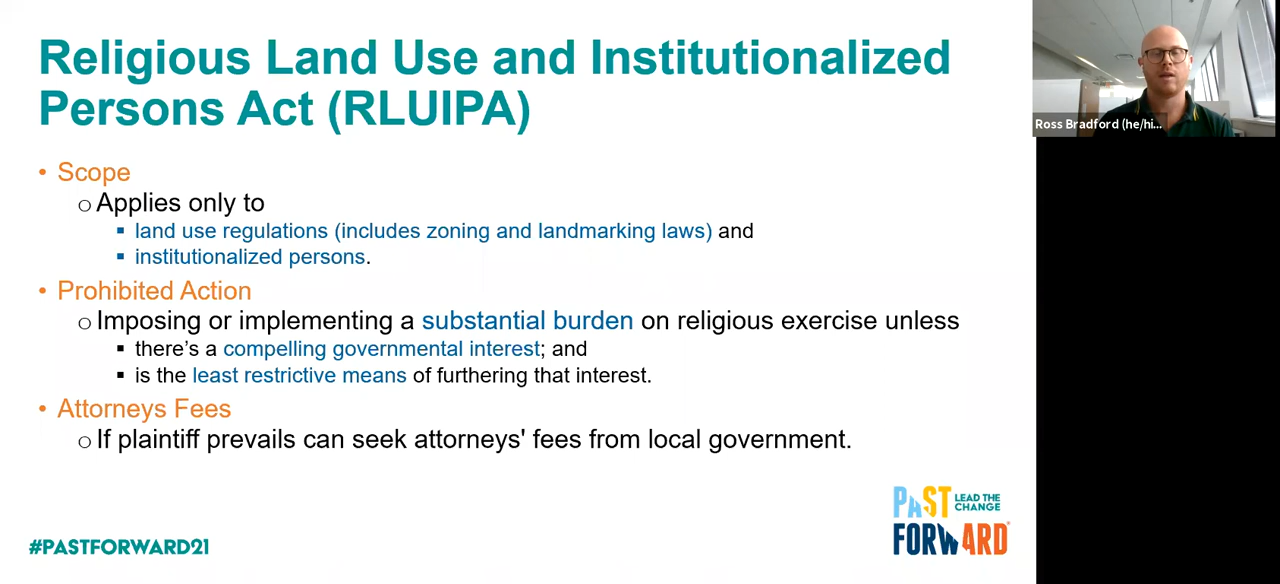 Religious Land Use and Institutionalized
Persons Act (RLUIPA)
• Scope
o Applies only to
▪ land use regulations (includes zoning and landmarking laws) and
▪ institutionalized persons.
• Prohibited Action
o Imposing or implementing a substantial burden on religious exercise unless
▪ there's a compelling governmental interest; and
▪ is the least restrictive means of furthering that interest.
• Attorneys Fees
o If plaintiff prevails can seek attorneys' fees from local government.
#PASTFORWARD21
PAST LEAD THE
CHANGE
FORWARD®
Ross Bradford (he/hi...